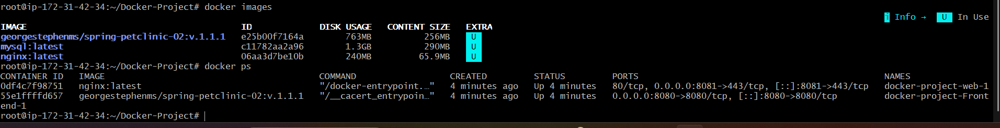 root@ip-172-31-42-34:~/Docker-Project# docker images
i Info → U In Use
IMAGE ID DISK USAGE CONTENT SIZE EXTRA
georgestephenms/spring-petclinic-02:v.1.1.1 e25b00f7164a 763MB 256MB U
mysql:latest c11782aa2a96 1.3GB 290MB U
nginx:latest 06aa3d7be10b 240MB 65.9MB U
root@ip-172-31-42-34:~/Docker-Project# docker ps
CONTAINER ID IMAGE COMMAND CREATED STATUS PORTS NAMES
0df4c7f98751 nginx:latest "/docker-entrypoint.…" 4 minutes ago Up 4 minutes 80/tcp, 0.0.0.0:8081->443/tcp, [::]:8081->443/tcp docker-project-web-1
55e1ffffd657 georgestephenms/spring-petclinic-02:v.1.1.1 "/__cacert_entrypoin…" 4 minutes ago Up 4 minutes 0.0.0.0:8080->8080/tcp, [::]:8080->8080/tcp docker-project-Front
end-1
root@ip-172-31-42-34:~/Docker-Project#